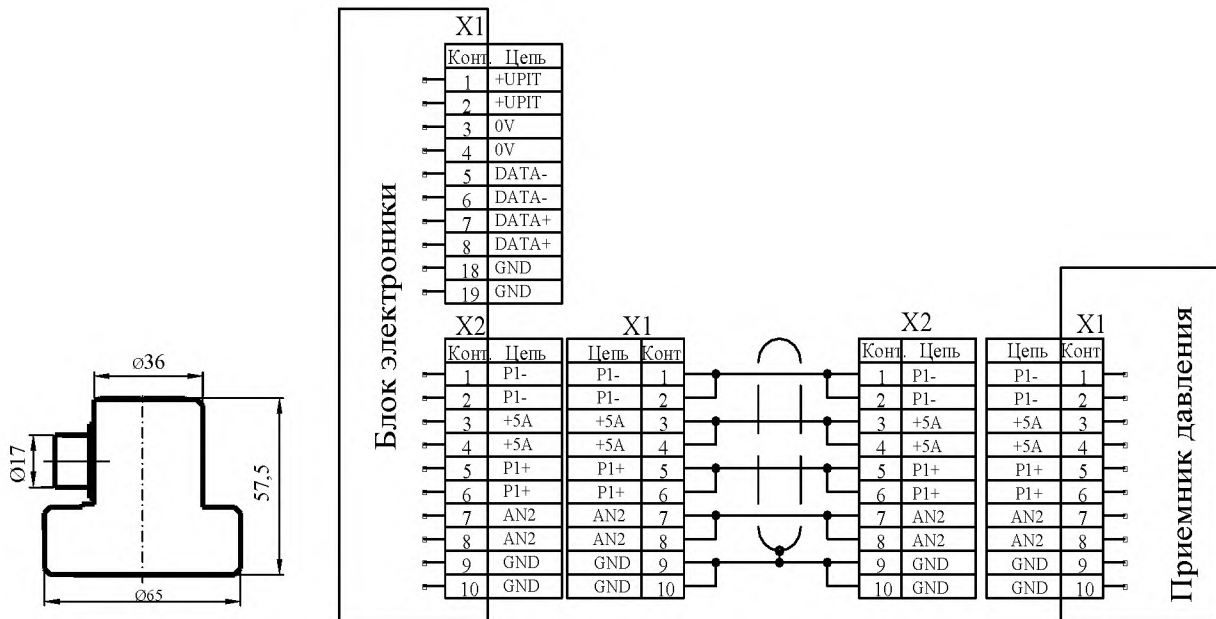 X1
Конт. Цепь
1 +UPIT
2 +UPIT
3 0V
4 0V
5 DATA-
6 DATA-
7 DATA+
8 DATA+
18 GND
19 GND
Блок электроники
X2
Конт. Цепь
1 P1-
2 P1-
3 +5A
4 +5A
5 P1+
6 P1+
7 AN2
8 AN2
9 GND
10 GND
X1
Цепь Конт
P1- 1
P1- 2
+5A 3
+5A 4
P1+ 5
P1+ 6
AN2 7
AN2 8
GND 9
GND 10
X2
Конт. Цепь
1 P1-
2 P1-
3 +5A
4 +5A
5 P1+
6 P1+
7 AN2
8 AN2
9 GND
10 GND
X1
Цепь Конт
P1- 1
P1- 2
+5A 3
+5A 4
P1+ 5
P1+ 6
AN2 7
AN2 8
GND 9
GND 10
Приемник давления
ø36
Ø17
57,5
Ø65